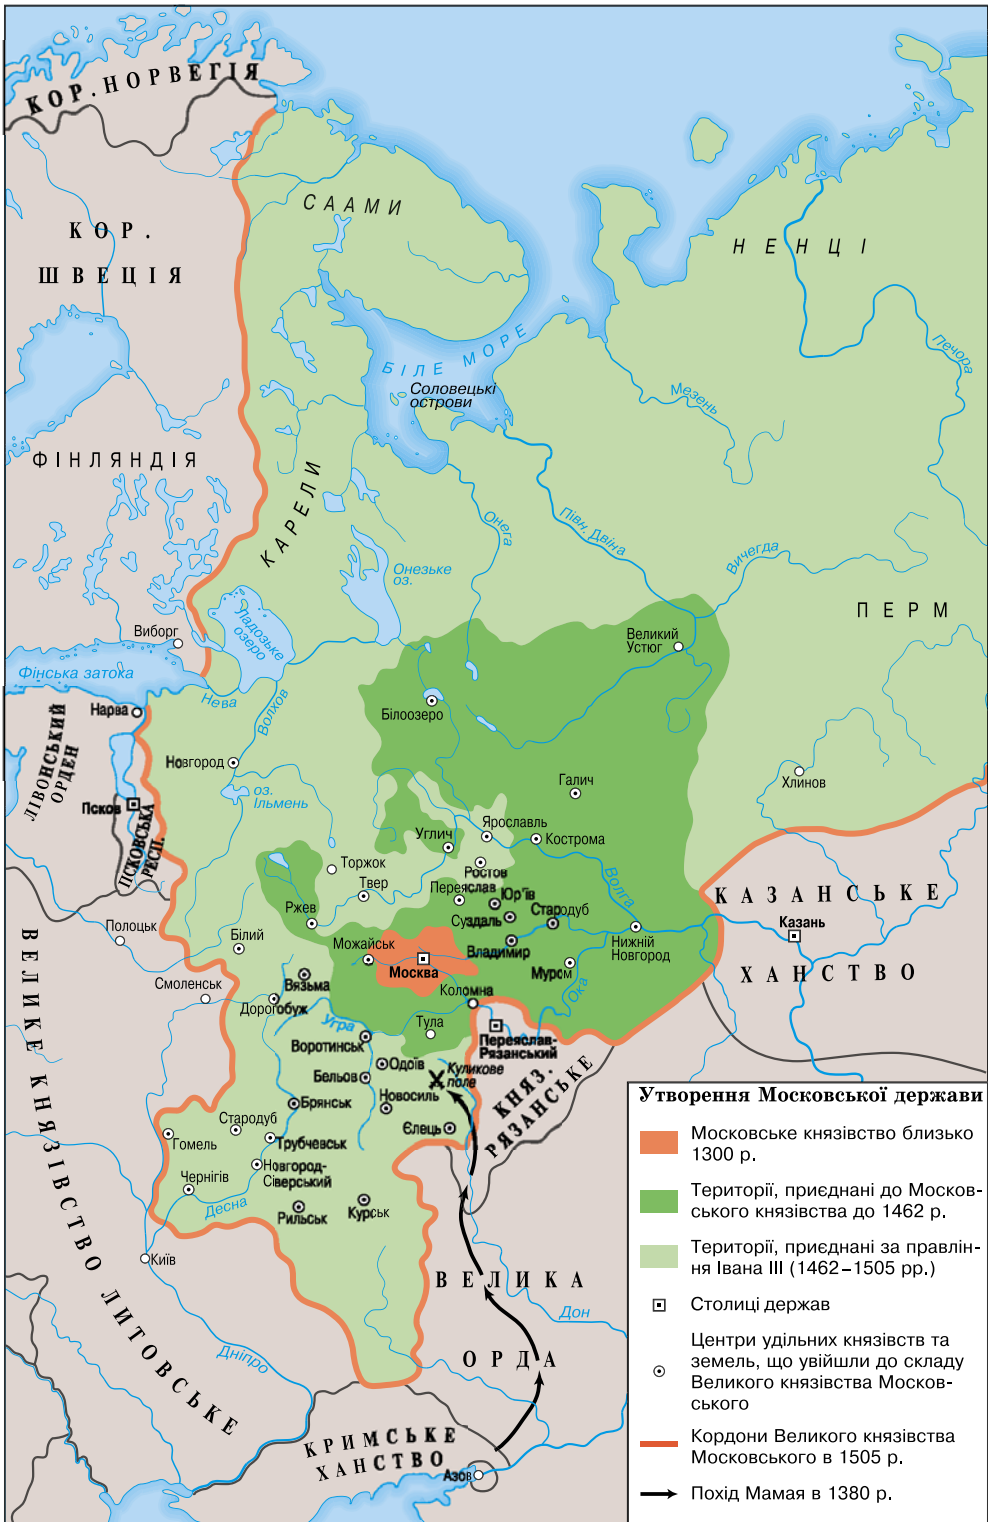 КОР. НОРВЕГІЯ
СААМИ
НЕНЦІ
КОР.
ШВЕЦІЯ
БІЛЕ МОРЕ
Печора
Соловецькі
острови
Мезень
ФІНЛЯНДІЯ
КАРЕЛИ
Онега
Півн. Двіна
Вичегда
Онезьке
оз.
ПЕРМ
Ладозьке
озеро
Виборг
Великий
Устюг
Фінська затока
Нева
Волхов
Нарва
Білоозеро
ЛІВОНСЬКИЙ
ОРДЕН
Новгород
Хлинов
Галич
оз.
Ільмень
Псков
ПСКОВСЬКА
РЕСП.
Углич
Ярославль
Кострома
Торжок
Ростов
Твер
Переяслав
Юр'їв
Волга
КАЗАНСЬКЕ
Ржев
Суздаль
Стародуб
Казань
Полоцьк
Білий
Можайськ
Владимир
Нижній
Новгород
Москва
Муром
ХАНСТВО
Смоленськ
Вязьма
Коломна
Ока
Дорогобуж
Угра
Тула
Переяслав-
Рязанський
Воротинськ
Одоїв
Куликове
поле
Бельов
КНЯЗ.
РЯЗАНСЬКЕ
Брянськ
Новосиль
Стародуб
Єлець
Гомель
Трубчевськ
Новгород-
Сіверський
Чернігів
Десна
Рильськ
Курськ
Київ
ВЕЛИКЕ КНЯЗІВСТВО ЛИТОВСЬКЕ
ВЕЛИКА
Дон
ОРДА
Дніпро
КРИМСЬКЕ
ХАНСТВО
Азов
Утворення Московської держави
Московське князівство близько
1300 р.
Території, приєднані до Москов-
ського князівства до 1462 р.
Території, приєднані за правлін-
ня Івана III (1462–1505 рр.)
Столиці держав
Центри удільних князівств та
земель, що увійшли до складу
Великого князівства Москов-
ського
Кордони Великого князівства
Московського в 1505 р.
Похід Мамая в 1380 р.